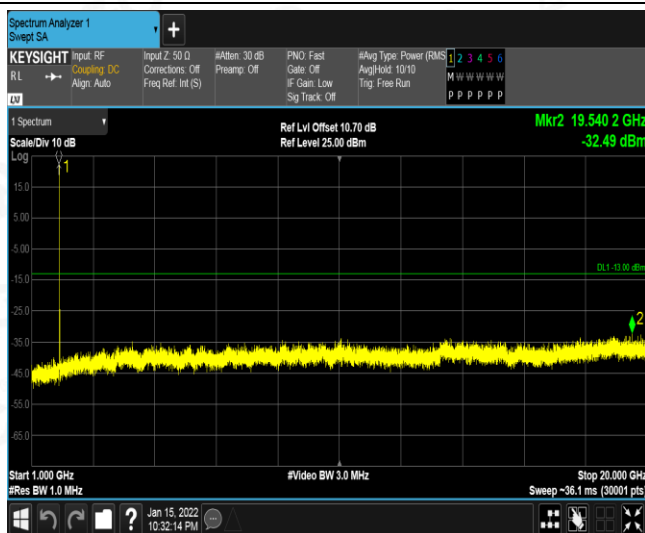 Spectrum Analyzer 1
Swept SA
+
KEYSIGHT
RL
LXI
Input: RF
Coupling: DC
Align: Auto
Input Z: 50 Ω
Corrections: Off
Freq Ref: Int (S)
#Atten: 30 dB
Preamp: Off
PNO: Fast
Gate: Off
IF Gain: Low
Sig Track: Off
#Avg Type: Power (RMS
Avg|Hold: 10/10
Trig: Free Run
1 2 3 4 5 6
M W W W W W
P P P P P P
1 Spectrum
Scale/Div 10 dB
Ref Lvl Offset 10.70 dB
Ref Level 25.00 dBm
Mkr2 19.540 2 GHz
-32.49 dBm
Log
1
15.0
5.00
-5.00
DL1 -13.00 dBm
-15.0
-25.0
2
-35.0
-45.0
-55.0
-65.0
Start 1.000 GHz
#Res BW 1.0 MHz
#Video BW 3.0 MHz
Stop 20.000 GHz
Sweep ~36.1 ms (30001 pts)
?
Jan 15, 2022
10:32:14 PM